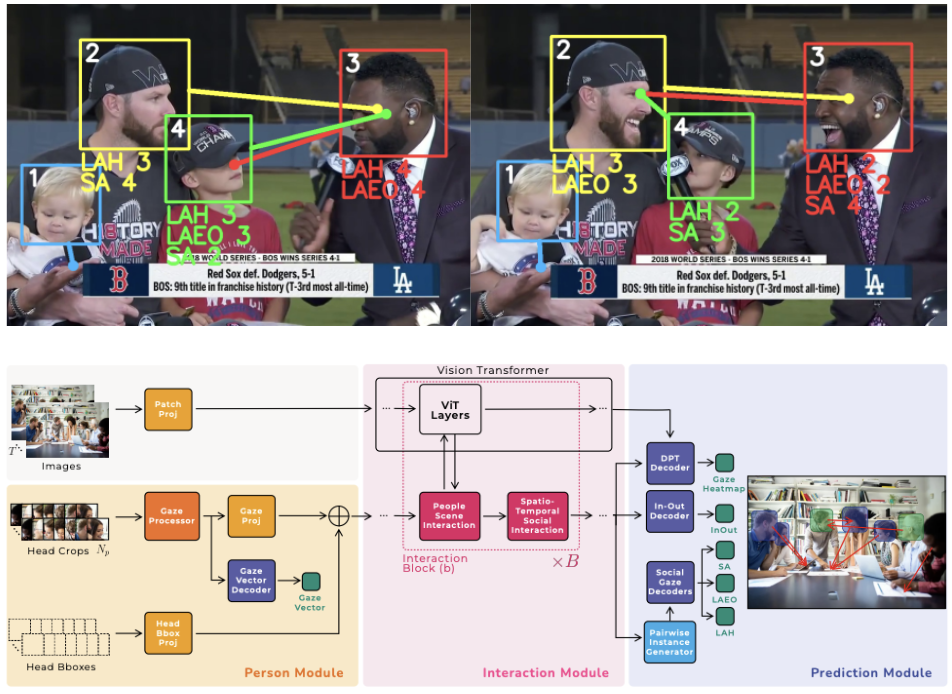 2
3
4
1
LAH 3
SA 4
LAH 3
LAEO 3
SA 2
LAH 4
LAEO 4
CHAMPS
H18TORY
MADE
2018 WORLD SERIES - BOS WINS SERIES 4-1
B
Red Sox def. Dodgers, 5-1
BOS: 9th title in franchise history (T-3rd most all-time)
LA
2
3
4
1
LAH 3
LAEO 3
LAH 2
SA 3
LAH 2
LAEO 2
SA 4
FOX
2018 WORLD SERIES - BOS WINS SERIES 4-1
B
Red Sox def. Dodgers, 5-1
BOS: 9th title in franchise history (T-3rd most all-time)
LA
Vision Transformer
Patch
Proj
T
Images
... ViT
Layers ...
Gaze
Processor
Gaze
Proj
Head Crops N_p
Gaze
Vector
Decoder
Gaze
Vector
Head
Bbox
Proj
Head Bboxes
Person Module
... People
Scene
Interaction
Spatio-
Temporal
Social
Interaction ...
Interaction
Block (b)
×B
Interaction Module
DPT
Decoder
Gaze
Heatmap
In-Out
Decoder
InOut
Social
Gaze
Decoders
SA
LAEO
LAH
Pairwise
Instance
Generator
Prediction Module